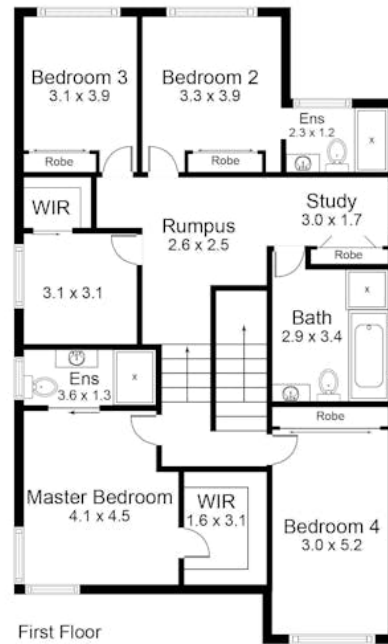 Bedroom 3
3.1 x 3.9
Bedroom 2
3.3 x 3.9
Ens
2.3 x 1.2
x
Robe
Robe
WIR
Rumpus
2.6 x 2.5
Study
3.0 x 1.7
Robe
3.1 x 3.1
x
Bath
2.9 x 3.4
Ens
3.6 x 1.3
x
Robe
Master Bedroom
4.1 x 4.5
WIR
1.6 x 3.1
Bedroom 4
3.0 x 5.2
First Floor